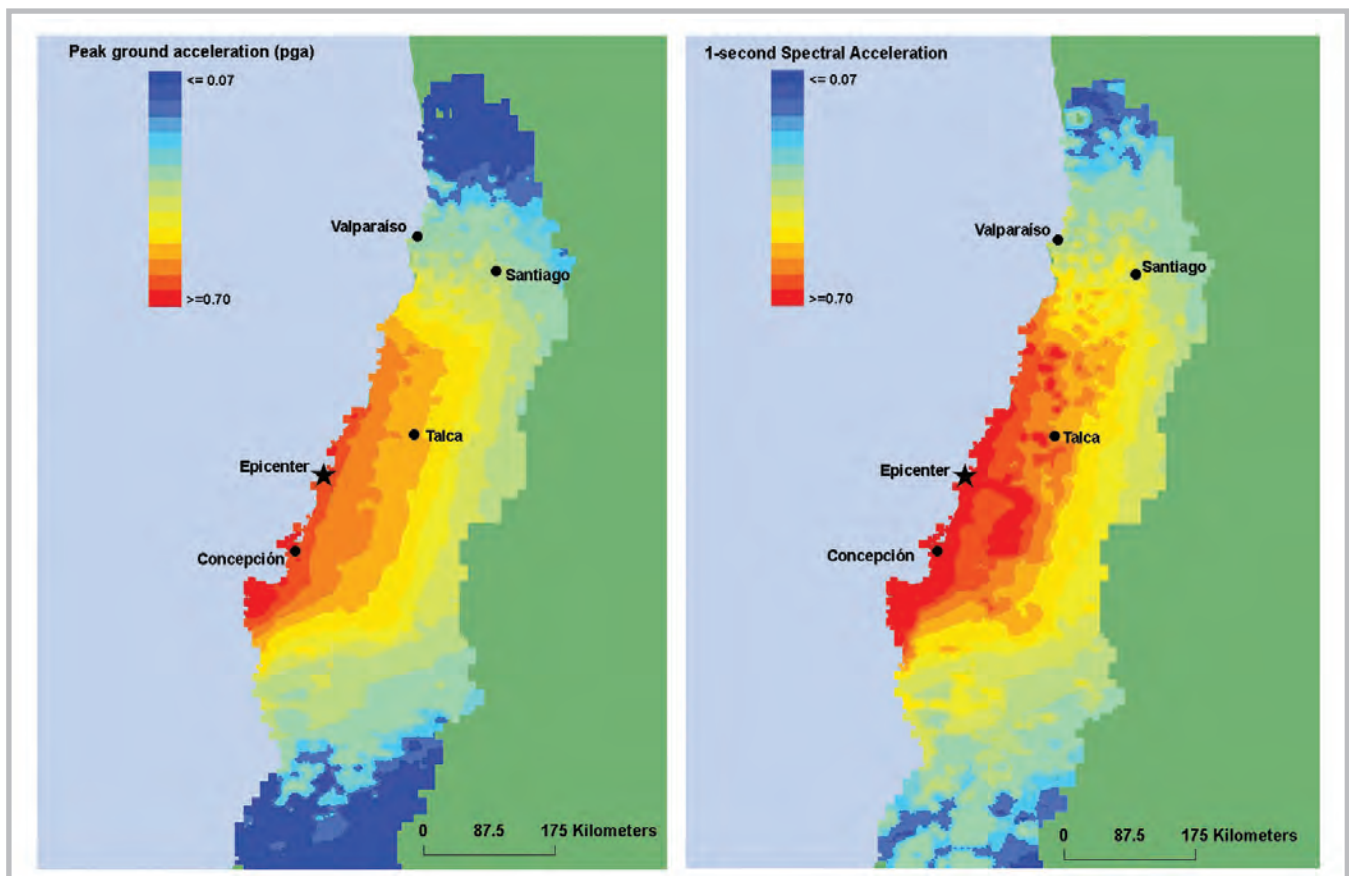 Peak ground acceleration (pga)
<= 0.07
>=0.70
Valparaíso
Santiago
Talca
Epicenter
Concepción
0 87.5 175 Kilometers
1-second Spectral Acceleration
<= 0.07
>=0.70
Valparaíso
Santiago
Talca
Epicenter
Concepción
0 87.5 175 Kilometers